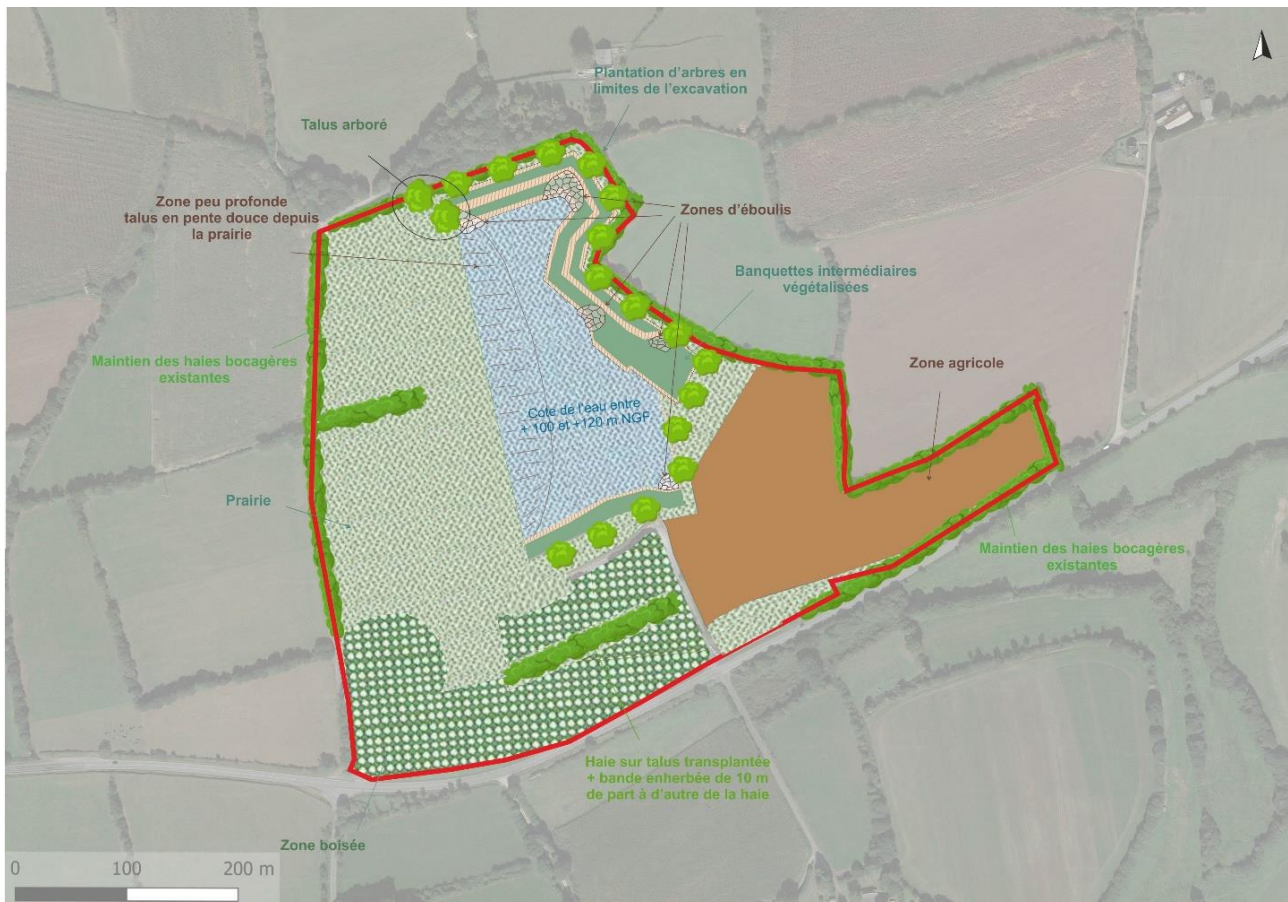 Plantation d'arbres en
limites de l'excavation
Talus arboré
Zone peu profonde
talus en pente douce depuis
la prairie
Zones d'éboulis
Banquettes intermédiaires
végétalisées
Maintien des haies bocagères
existantes
Zone agricole
Cote de l'eau entre
+ 100 et +120 m NGF
Prairie
Maintien des haies bocagères
existantes
Haie sur talus transplantée
+ bande enherbée de 10 m
de part à d'autre de la haie
Zone boisée
0 100 200 m